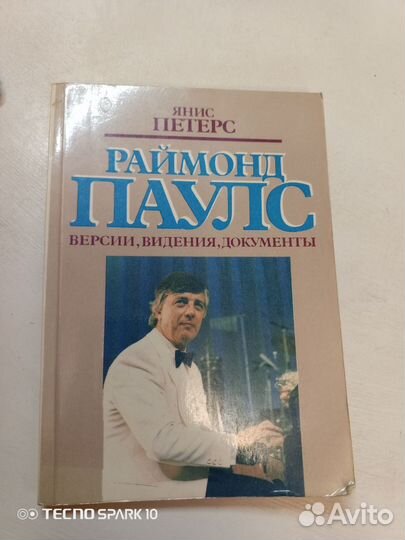 ЯНИС
ПЕТЕРС
РАЙМОНД
ПАУЛС
ВЕРСИИ, ВИДЕНИЯ, ДОКУМЕНТЫ
TECNO SPARK 10
Avito